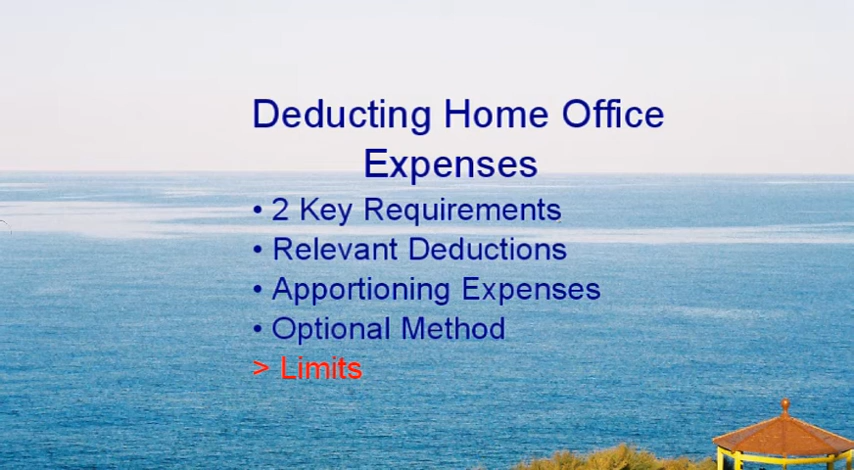 Deducting Home Office
Expenses
• 2 Key Requirements
• Relevant Deductions
• Apportioning Expenses
• Optional Method
> Limits